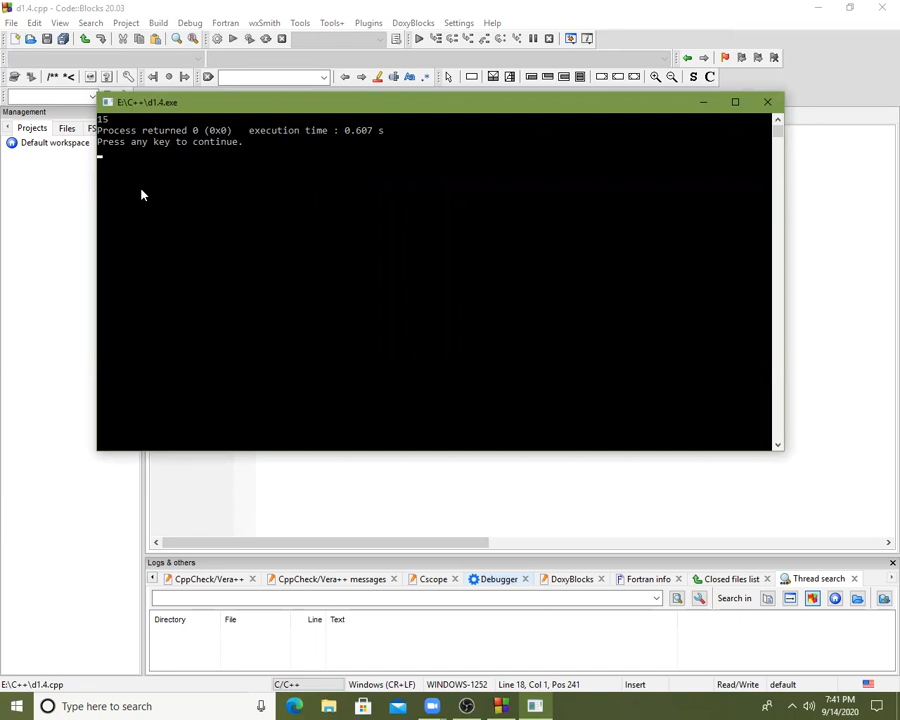 d1.4.cpp - Code::Blocks 20.03
File Edit View Search Project Build Debug Fortran wxSmith Tools Tools+ Plugins DoxyBlocks Settings Help
/** *<
S C
Management
Projects Files FS
Default workspace
E:\C++\d1.4.exe
15
Process returned 0 (0x0)   execution time : 0.607 s
Press any key to continue.
Logs & others
CppCheck/Vera++ CppCheck/Vera++ messages Cscope Debugger DoxyBlocks Fortran info Closed files list Thread search
Search in
Directory File Line Text
E:\C++\d1.4.cpp C/C++ Windows (CR+LF) WINDOWS-1252 Line 18, Col 1, Pos 241 Insert Read/Write default
Type here to search
7:41 PM
9/14/2020